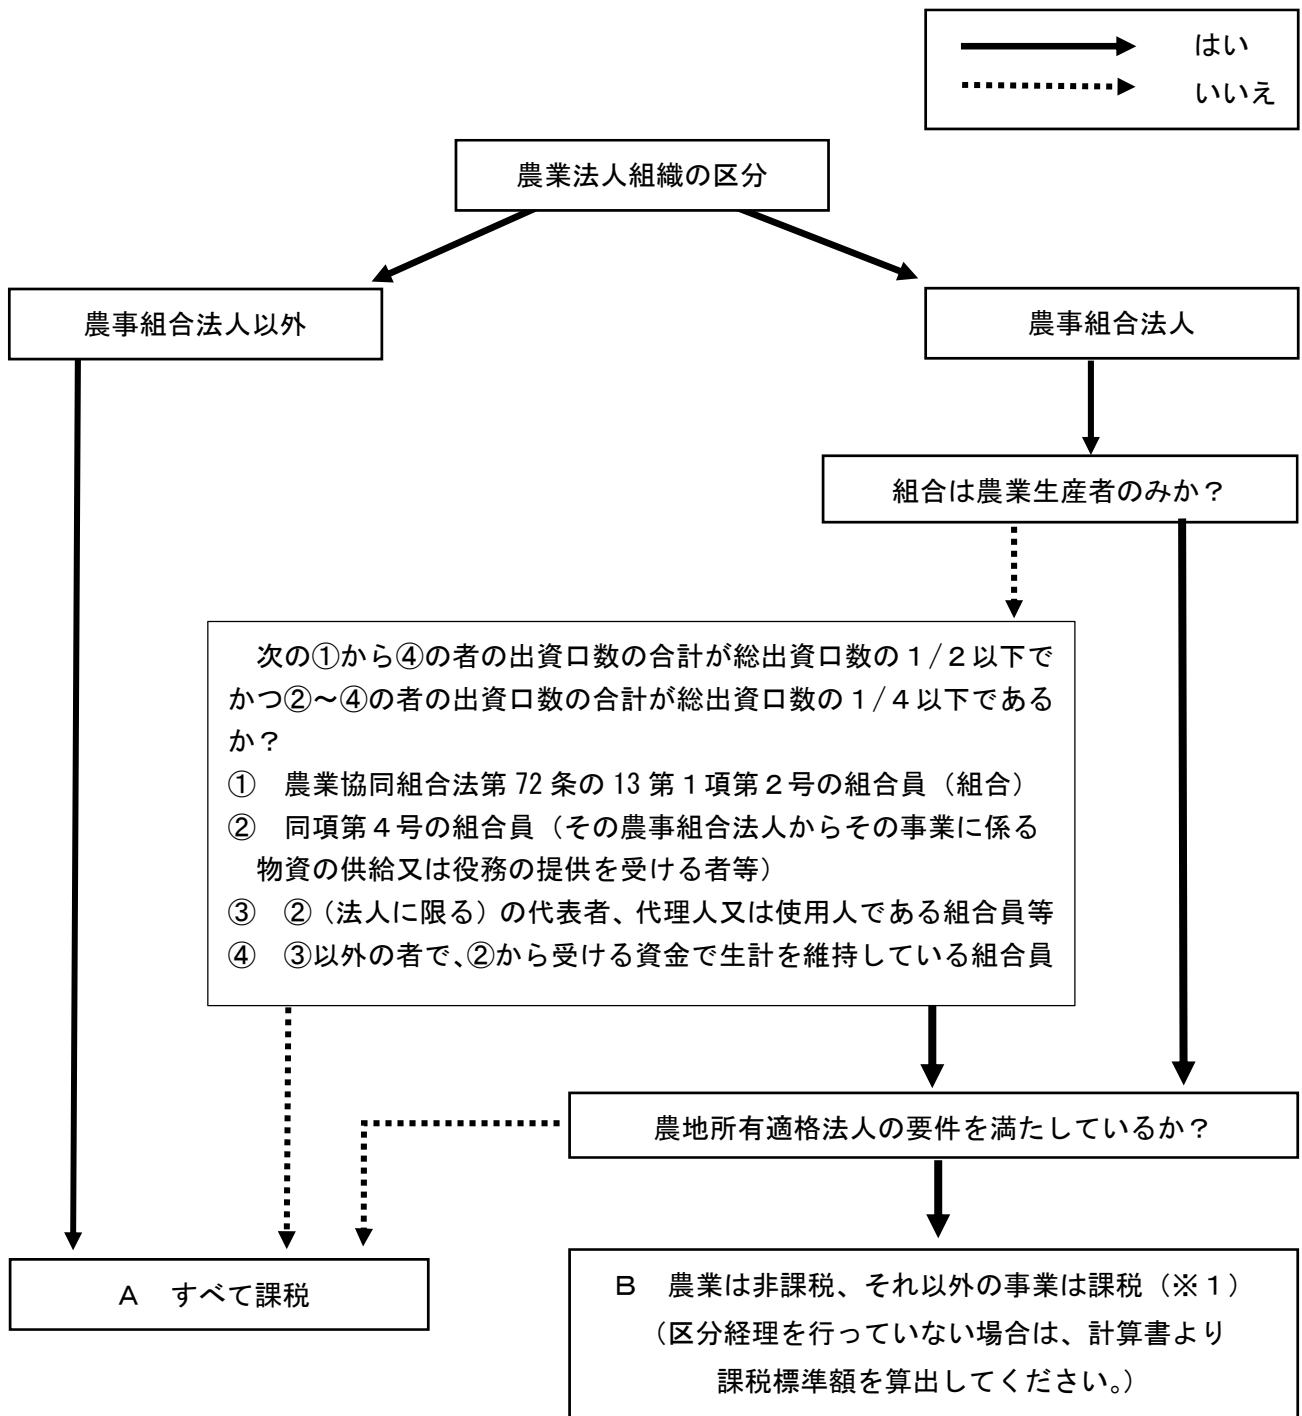 はい
いいえ
農業法人組織の区分
農事組合法人以外
農事組合法人
組合は農業生産者のみか？
次の①から④の者の出資口数の合計が総出資口数の１/２以下で
かつ②～④の者の出資口数の合計が総出資口数の１/４以下である
か？
①　農業協同組合法第 72 条の 13 第１項第２号の組合員（組合）
②　同項第４号の組合員（その農事組合法人からその事業に係る
物資の供給又は役務の提供を受ける者等）
③　②（法人に限る）の代表者、代理人又は使用人である組合員等
④　③以外の者で、②から受ける資金で生計を維持している組合員
農地所有適格法人の要件を満たしているか？
Ａ　すべて課税
Ｂ　農業は非課税、それ以外の事業は課税（※１）
（区分経理を行っていない場合は、計算書より
課税標準額を算出してください。）